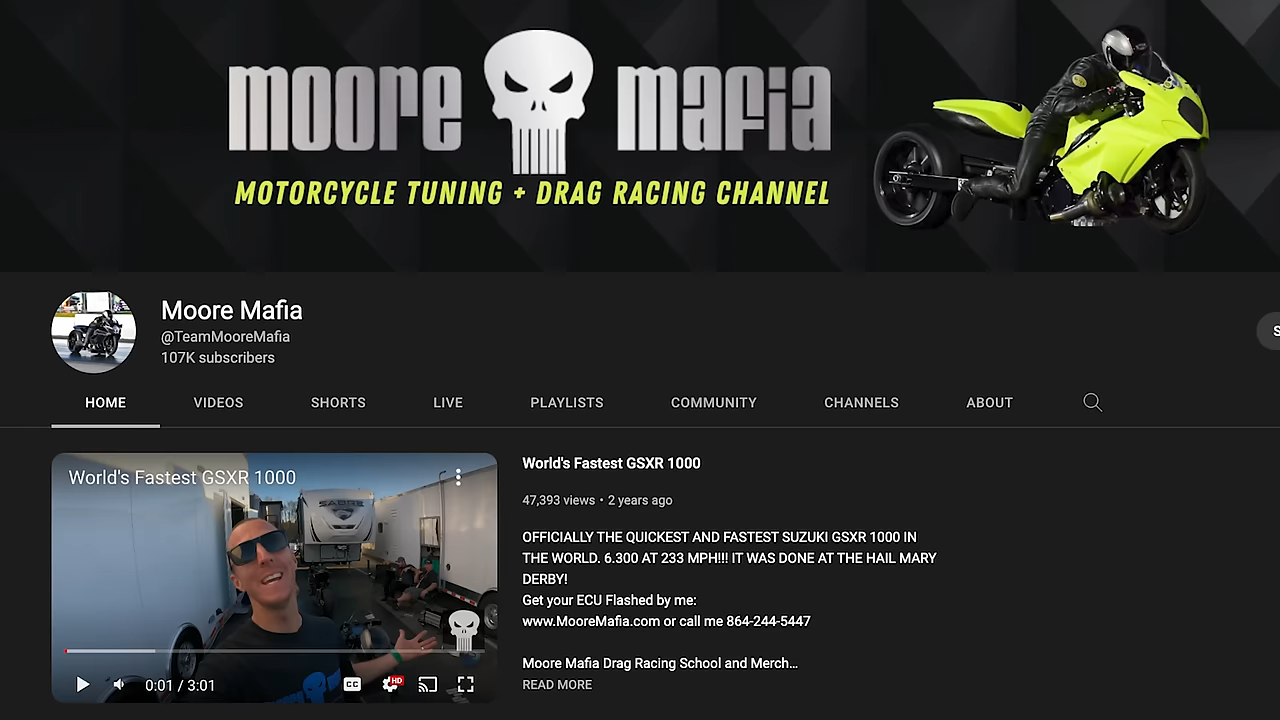 moore mafia
MOTORCYCLE TUNING + DRAG RACING CHANNEL
Moore Mafia
@TeamMooreMafia
107K subscribers
S
HOME VIDEOS SHORTS LIVE PLAYLISTS COMMUNITY CHANNELS ABOUT
World's Fastest GSXR 1000
SABRE
moore
CC
HD
0:01 / 3:01
World's Fastest GSXR 1000
47,393 views • 2 years ago
OFFICIALLY THE QUICKEST AND FASTEST SUZUKI GSXR 1000 IN
THE WORLD. 6.300 AT 233 MPH!!! IT WAS DONE AT THE HAIL MARY
DERBY!
Get your ECU Flashed by me:
www.MooreMafia.com or call me 864-244-5447
Moore Mafia Drag Racing School and Merch...
READ MORE